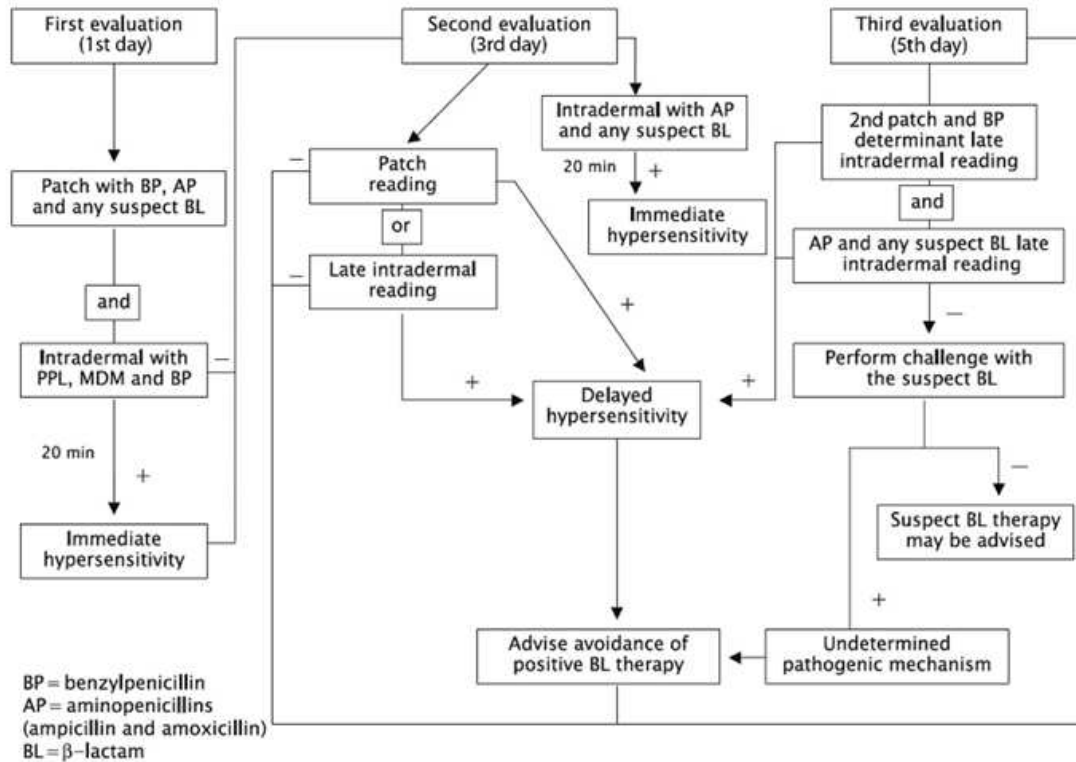 First evaluation
(1st day)
Patch with BP, AP
and any suspect BL
and
Intradermal with
PPL, MDM and BP
−
20 min
+
Immediate
hypersensitivity
Second evaluation
(3rd day)
−
Patch
reading
or
−
Late intradermal
reading
+
+
Intradermal with AP
and any suspect BL
20 min
+
Immediate
hypersensitivity
Delayed
hypersensitivity
+
Advise avoidance of
positive BL therapy
Third evaluation
(5th day)
2nd patch and BP
determinant late
intradermal reading
and
AP and any suspect BL late
intradermal reading
−
Perform challenge with
the suspect BL
−
Suspect BL therapy
may be advised
+
Undetermined
pathogenic mechanism
BP = benzylpenicillin
AP = aminopenicillins
(ampicillin and amoxicillin)
BL = β-lactam